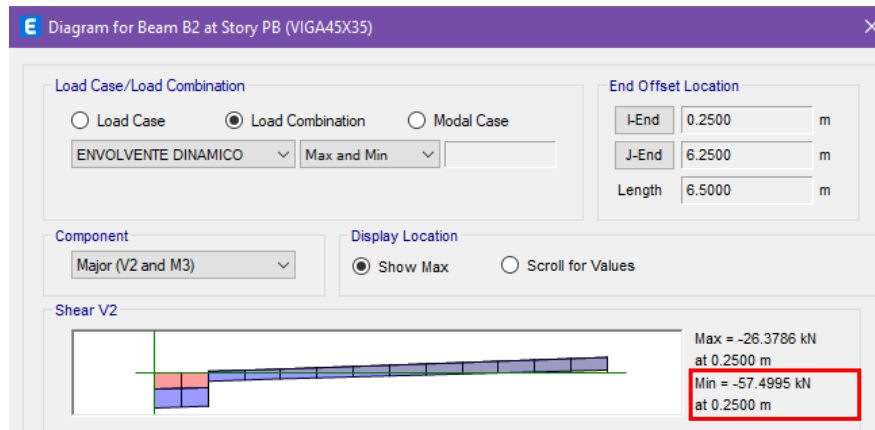 E Diagram for Beam B2 at Story PB (VIGA45X35)
Load Case/Load Combination
Load Case Load Combination Modal Case
ENVOLVENTE DINAMICO Max and Min
End Offset Location
I-End 0.2500 m
J-End 6.2500 m
Length 6.5000 m
Component
Major (V2 and M3)
Display Location
Show Max Scroll for Values
Shear V2
Max = -26.3786 kN
at 0.2500 m
Min = -57.4995 kN
at 0.2500 m